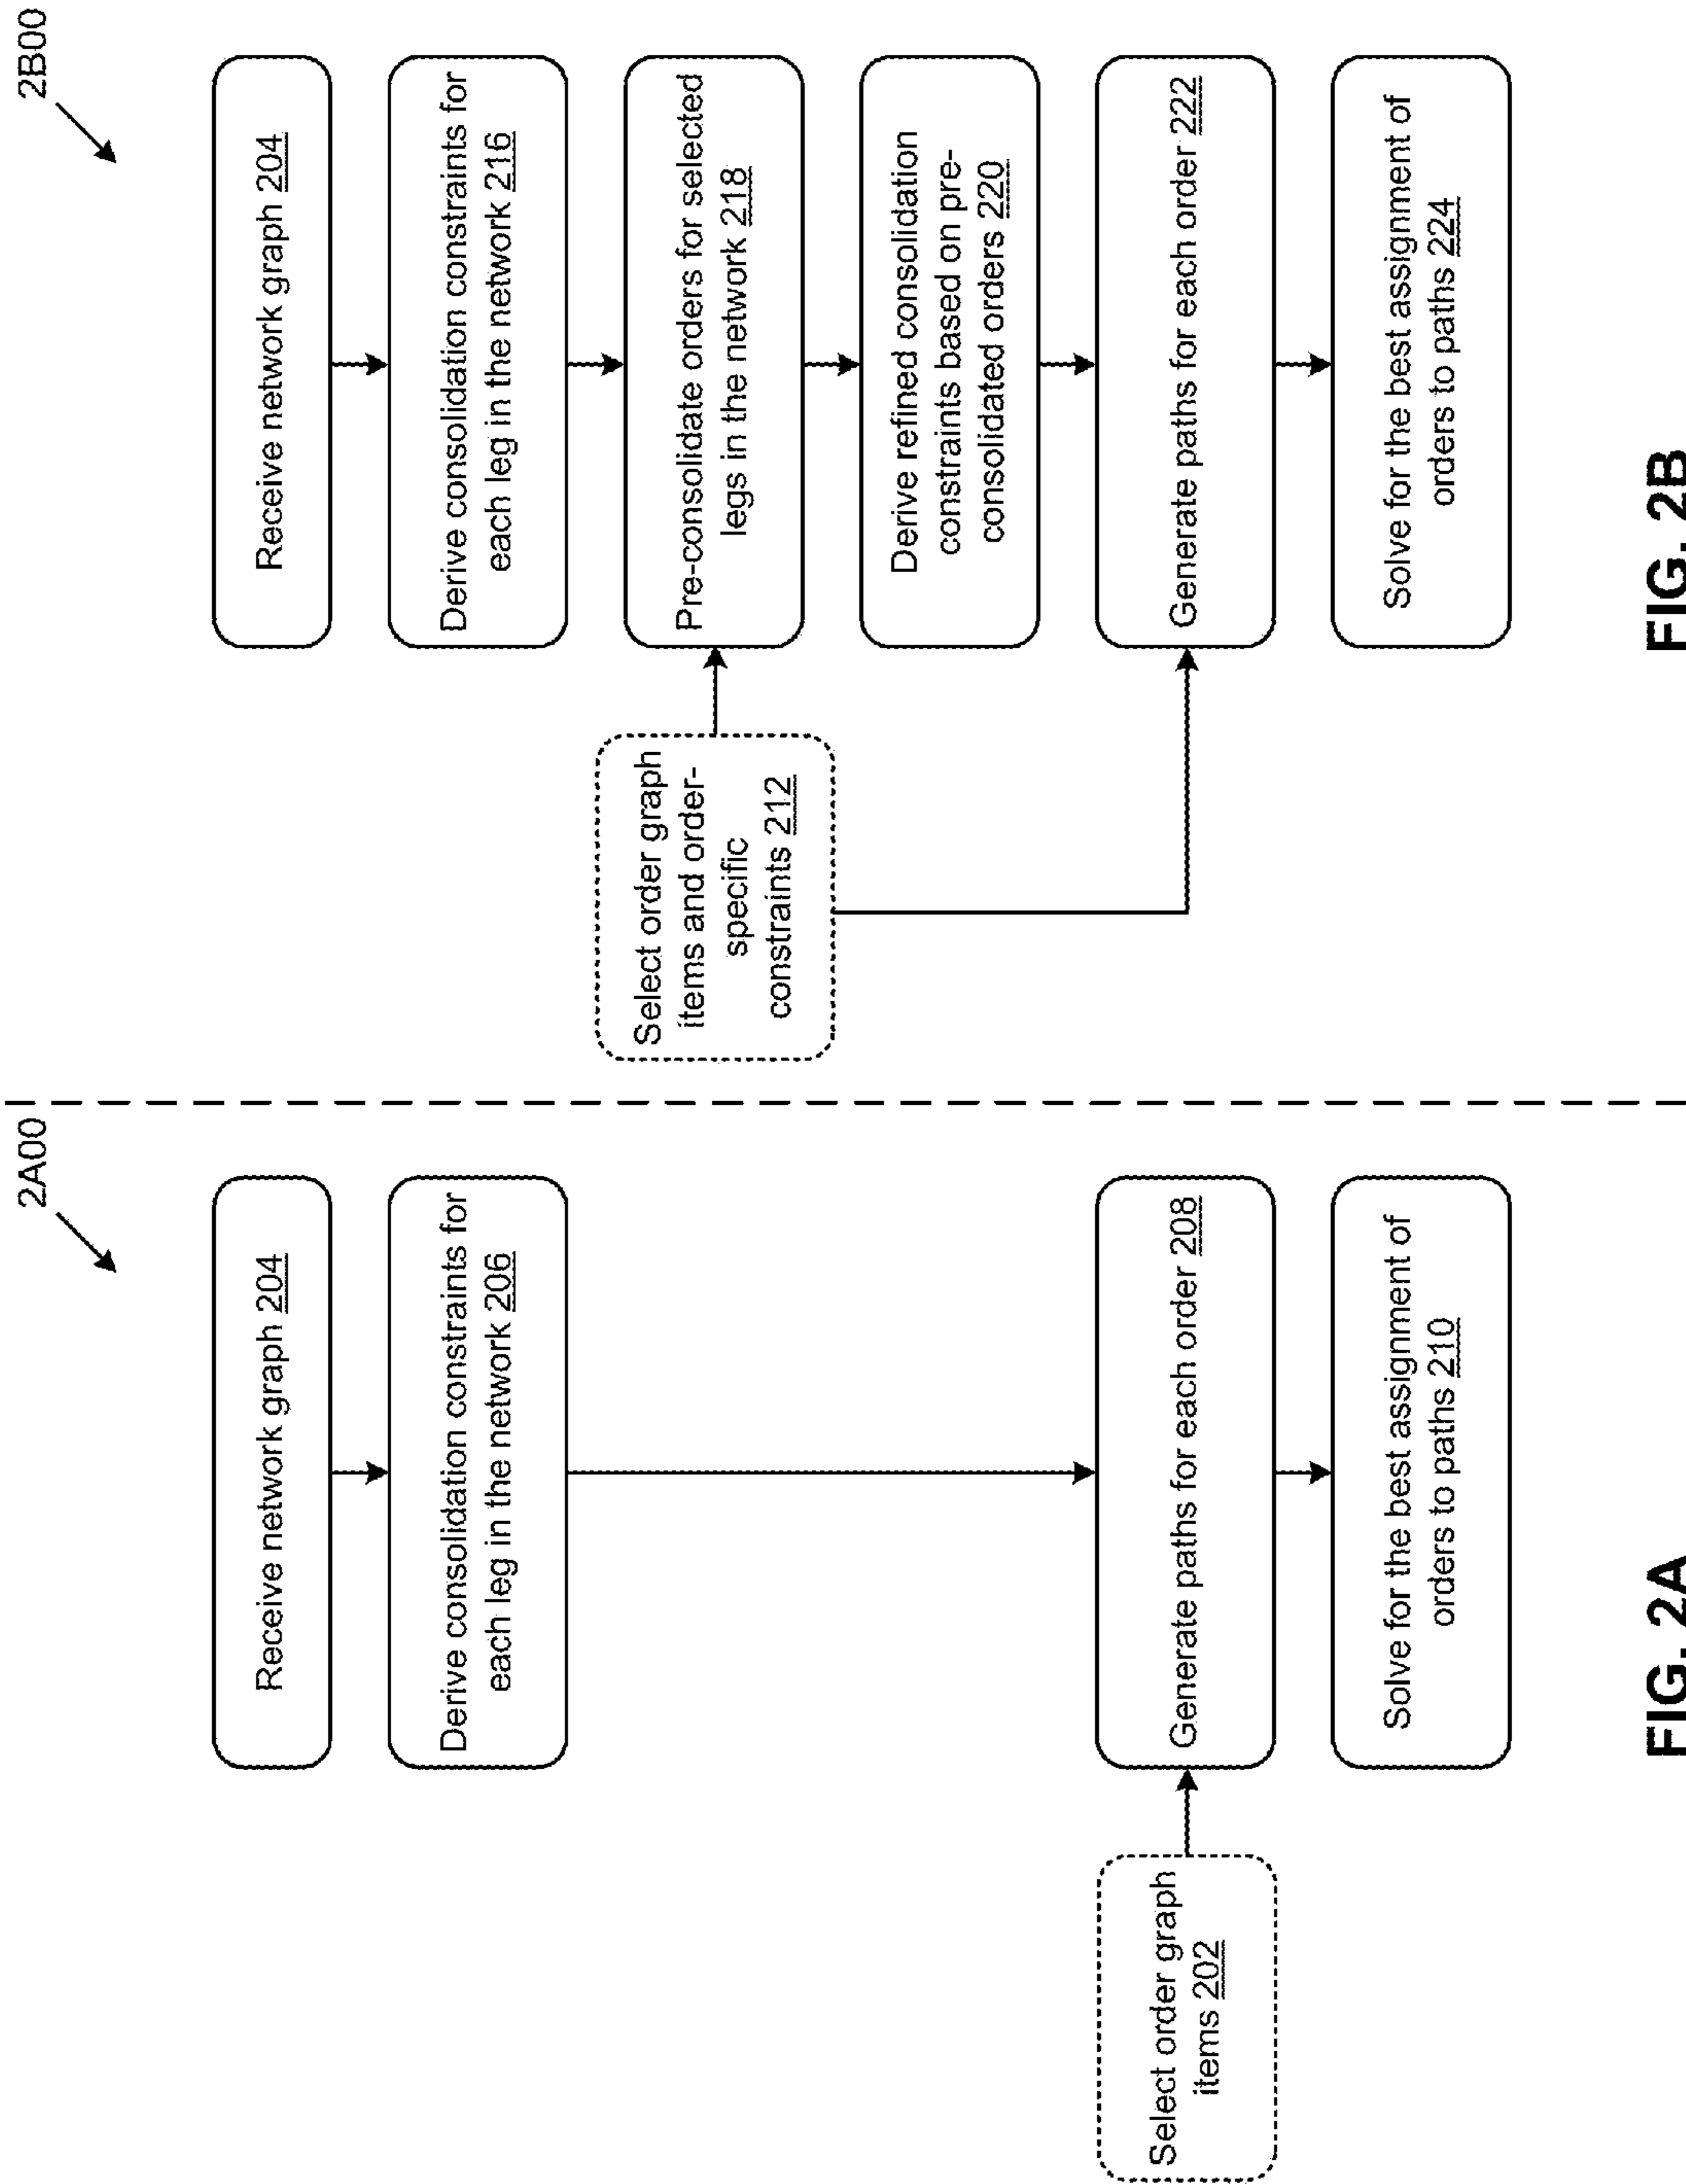 2A00
Receive network graph 204
Derive consolidation constraints for
each leg in the network 206
Select order graph
items 202
Generate paths for each order 208
Solve for the best assignment of
orders to paths 210
FIG. 2A
2B00
Receive network graph 204
Derive consolidation constraints for
each leg in the network 216
Select order graph
items and order-
specific
constraints 212
Pre-consolidate orders for selected
legs in the network 218
Derive refined consolidation
constraints based on pre-
consolidated orders 220
Generate paths for each order 222
Solve for the best assignment of
orders to paths 224
FIG. 2B